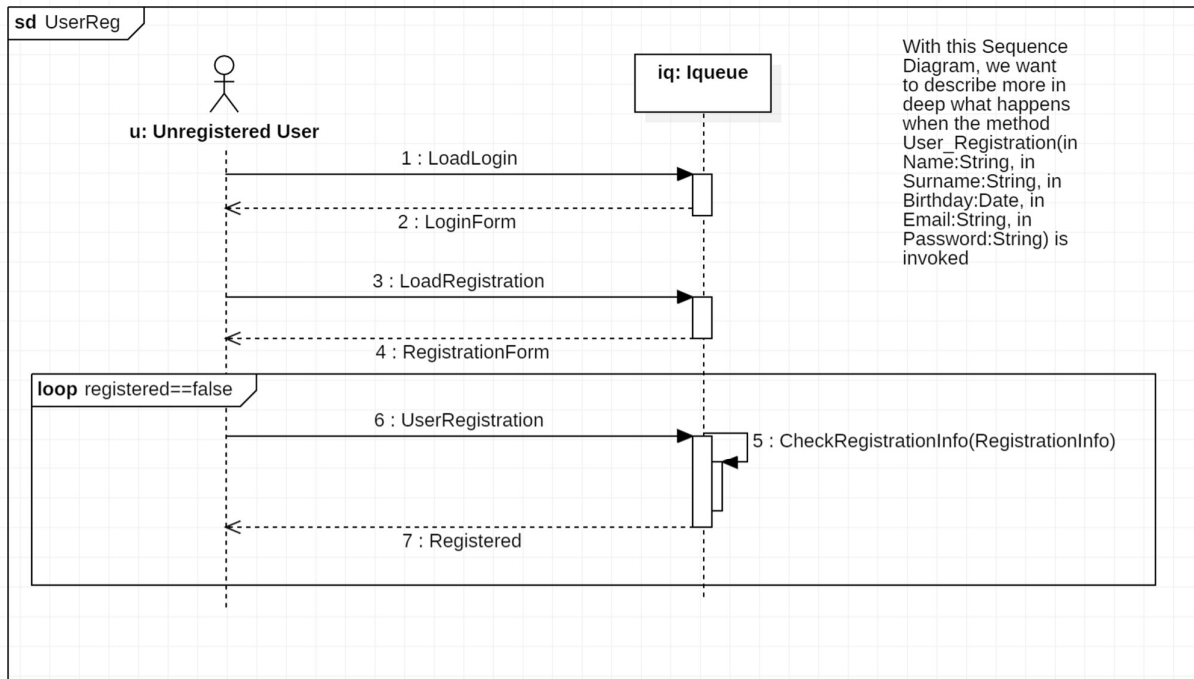 sd UserReg
u: Unregistered User
iq: Iqueue
With this Sequence
Diagram, we want
to describe more in
deep what happens
when the method
User_Registration(in
Name:String, in
Surname:String, in
Birthday:Date, in
Email:String, in
Password:String) is
invoked
1 : LoadLogin
2 : LoginForm
3 : LoadRegistration
4 : RegistrationForm
loop registered==false
6 : UserRegistration
5 : CheckRegistrationInfo(RegistrationInfo)
7 : Registered